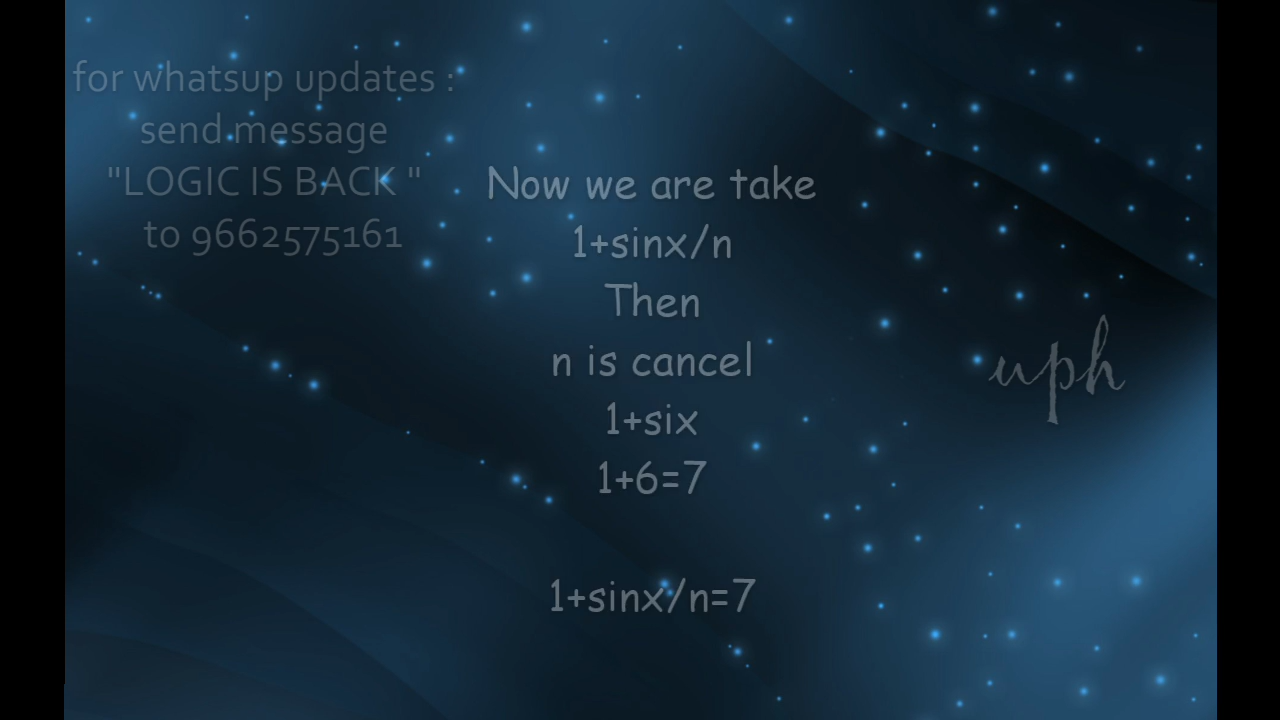 for whatsup updates :
send message
"LOGIC IS BACK "
to 9662575161
Now we are take
1+sinx/n
Then
n is cancel
1+six
1+6=7
1+sinx/n=7
uph